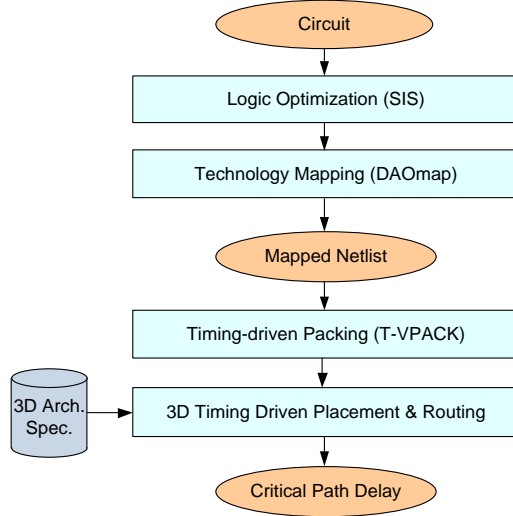 Circuit
Logic Optimization (SIS)
Technology Mapping (DAOmap)
Mapped Netlist
Timing-driven Packing (T-VPACK)
3D Arch.
Spec.
3D Timing Driven Placement & Routing
Critical Path Delay